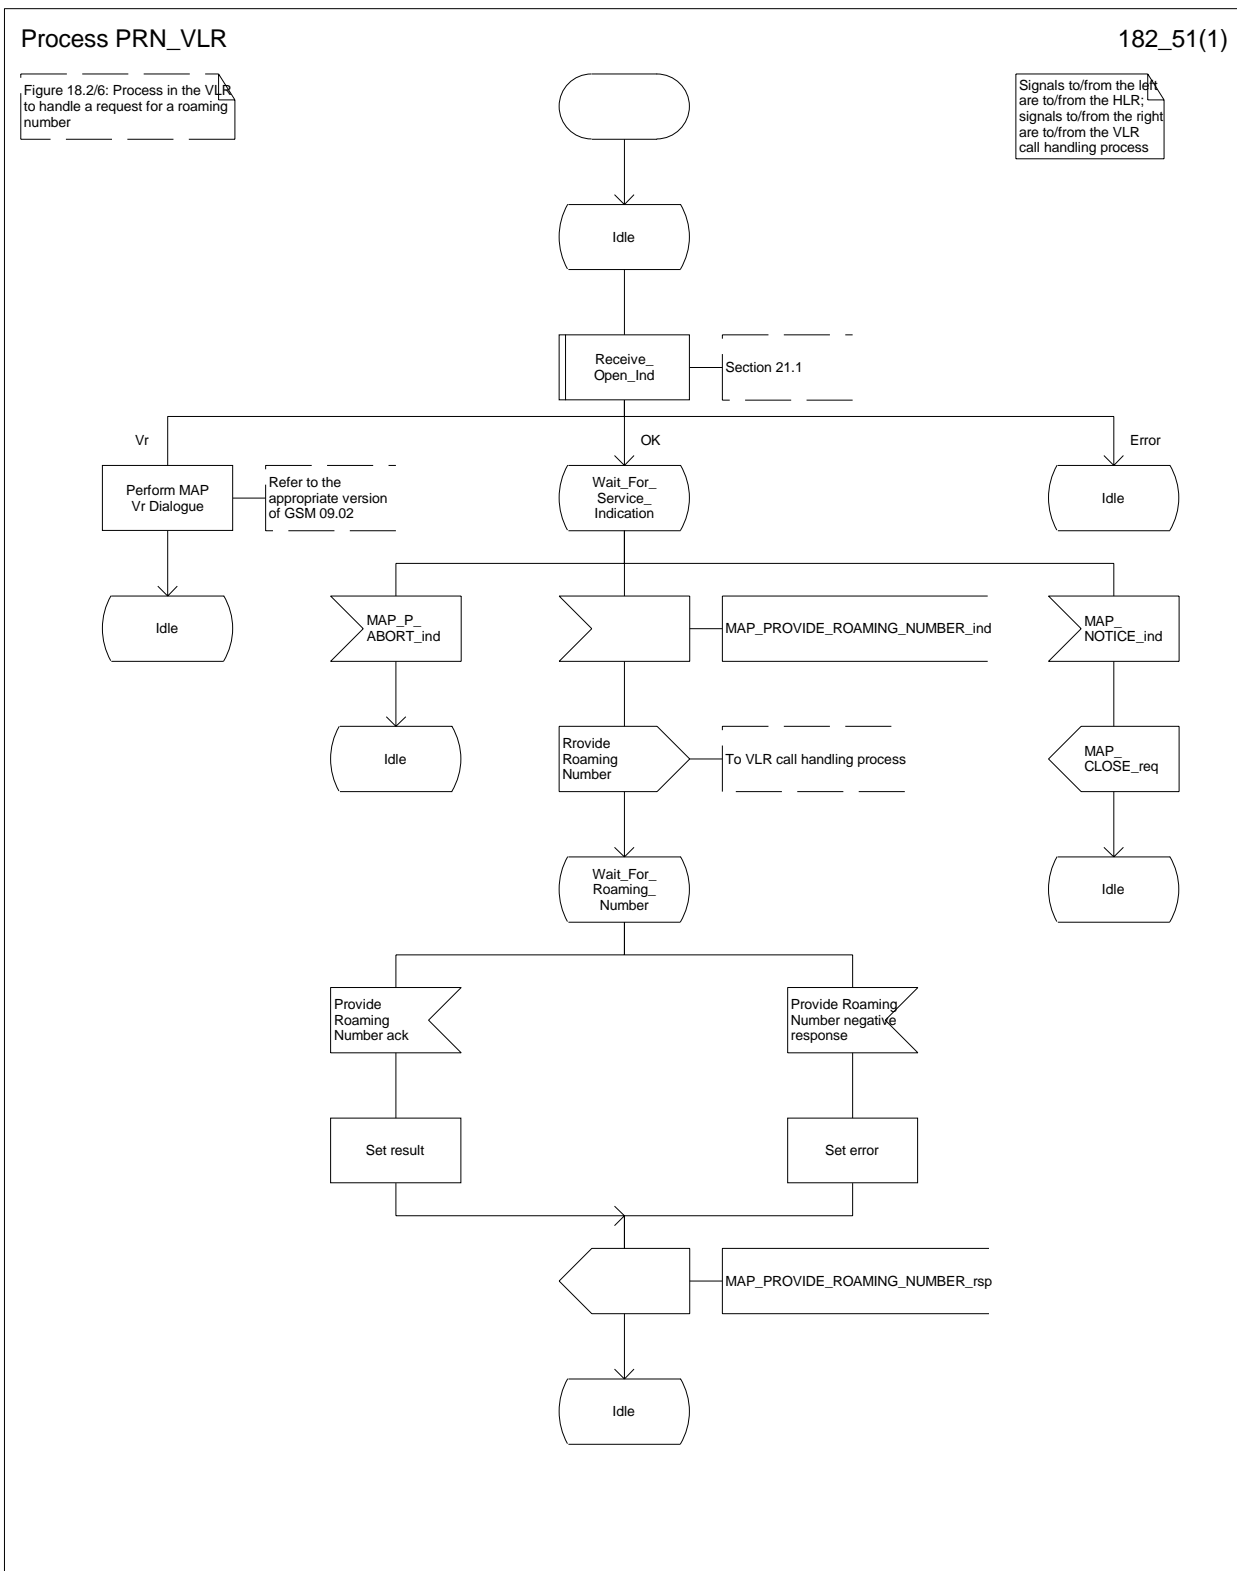 Process PRN_VLR
182_51(1)
Figure 18.2/6: Process in the VLR
to handle a request for a roaming
number
Signals to/from the left
are to/from the HLR;
signals to/from the right
are to/from the VLR
call handling process
Idle
Receive_
Open_Ind
Section 21.1
Vr
OK
Error
Perform MAP
Vr Dialogue
Refer to the
appropriate version
of GSM 09.02
Wait_For_
Service_
Indication
Idle
Idle
MAP_P_
ABORT_ind
MAP_PROVIDE_ROAMING_NUMBER_ind
MAP_
NOTICE_ind
Idle
Rrovide
Roaming
Number
To VLR call handling process
MAP_
CLOSE_req
Wait_For_
Roaming_
Number
Idle
Provide
Roaming
Number ack
Provide Roaming
Number negative
response
Set result
Set error
MAP_PROVIDE_ROAMING_NUMBER_rsp
Idle